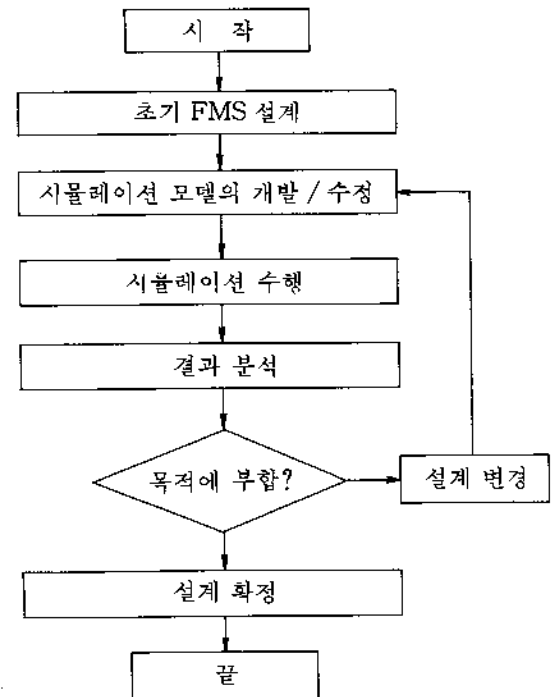 시 작
초기 FMS 설계
시뮬레이션 모델의 개발 / 수정
시뮬레이션 수행
결과 분석
목적에 부합?
설계 변경
설계 확정
끝